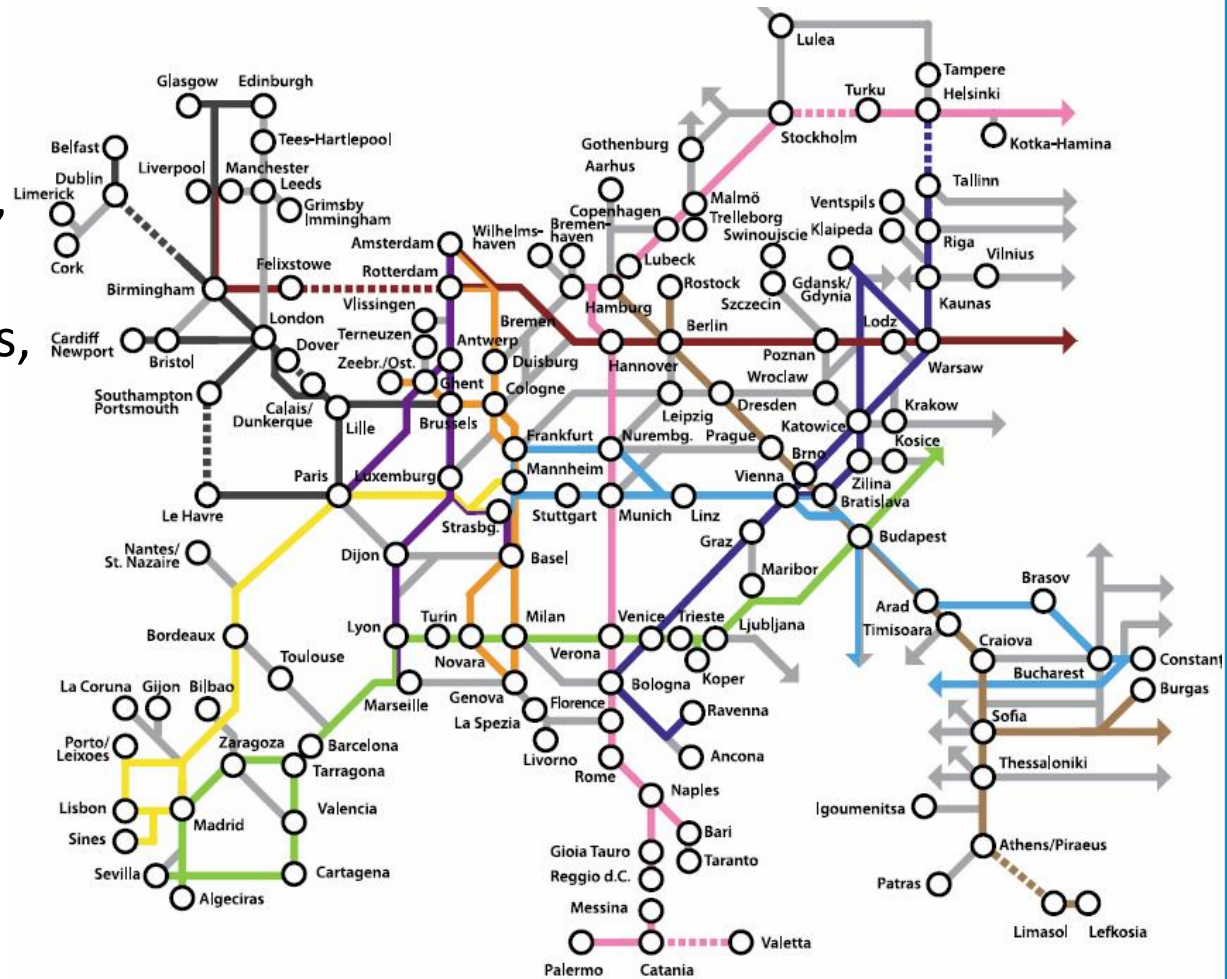 Lulea
Tampere
Helsinki
Turku
Glasgow
Edinburgh
Stockholm
Kotka-Hamina
Belfast
Tees-Hartlepool
Gothenburg
Aarhus
Dublin
Liverpool
Manchester
Leeds
Tallinn
Limerick
Grimsby
Immingham
Malmö
Trelleborg
Ventspils
,
Copenhagen
Klaipeda
Riga
Wilhelms-
haven
Bremen-
haven
Swinoujscie
Amsterdam
Vilnius
Cork
Felixstowe
Rotterdam
Lubeck
Rostock
Gdansk/
Gdynia
Birmingham
Vlissingen
Hamburg
Szczecin
Kaunas
London
Bremen
Berlin
Lodz
Terneuzen
Antwerp
Poznan
s,
Cardiff
Newport
Bristol
Dover
Zeebr./Ost.
Duisburg
Hannover
Warsaw
Ghent
Cologne
Wroclaw
Southampton
Portsmouth
Calais/
Dunkerque
Lille
Brussels
Leipzig
Dresden
Krakow
Katowice
Frankfurt
Nurembg.
Prague
Kosice
Brno
Paris
Luxemburg
Mannheim
Vienna
Zilina
Bratislava
Le Havre
Stuttgart
Munich
Linz
Strasbg.
Graz
Budapest
Nantes/
St. Nazaire
Dijon
Basel
Maribor
Brasov
Arad
Timisoara
Bordeaux
Lyon
Turin
Milan
Venice
Trieste
Ljubljana
Craiova
Novara
Verona
Toulouse
Koper
Bucharest
Constant
La Coruna
Gijon
Bilbao
Marseille
Genova
Bologna
Burgas
La Spezia
Florence
Ravenna
Sofia
Porto/
Leixoes
Zaragoza
Barcelona
Livorno
Ancona
Rome
Tarragona
Thessaloniki
Naples
Lisbon
Madrid
Valencia
Igoumenitsa
Sines
Bari
Gioia Tauro
Taranto
Athens/Piraeus
Sevilla
Cartagena
Reggio d.C.
Patras
Algeciras
Messina
Limasol
Lefkosia
Valetta
Palermo
Catania